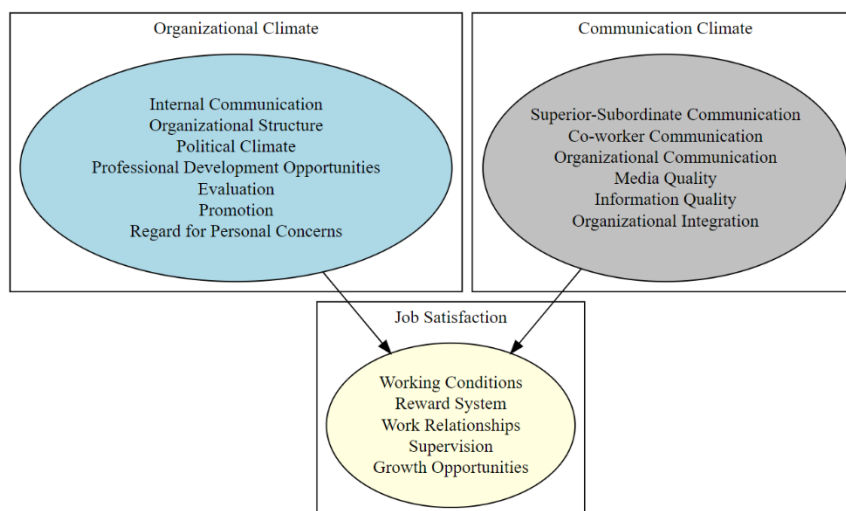 Organizational Climate
Internal Communication
Organizational Structure
Political Climate
Professional Development Opportunities
Evaluation
Promotion
Regard for Personal Concerns
Communication Climate
Superior-Subordinate Communication
Co-worker Communication
Organizational Communication
Media Quality
Information Quality
Organizational Integration
Job Satisfaction
Working Conditions
Reward System
Work Relationships
Supervision
Growth Opportunities